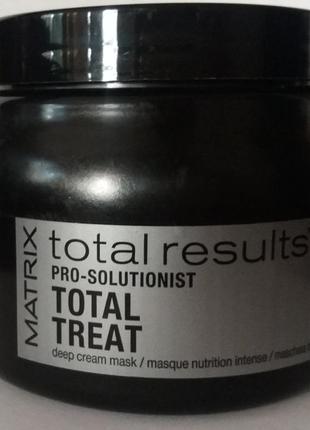 MATRIX
total results
PRO-SOLUTIONIST
TOTAL
TREAT
deep cream mask / masque nutrition intense /